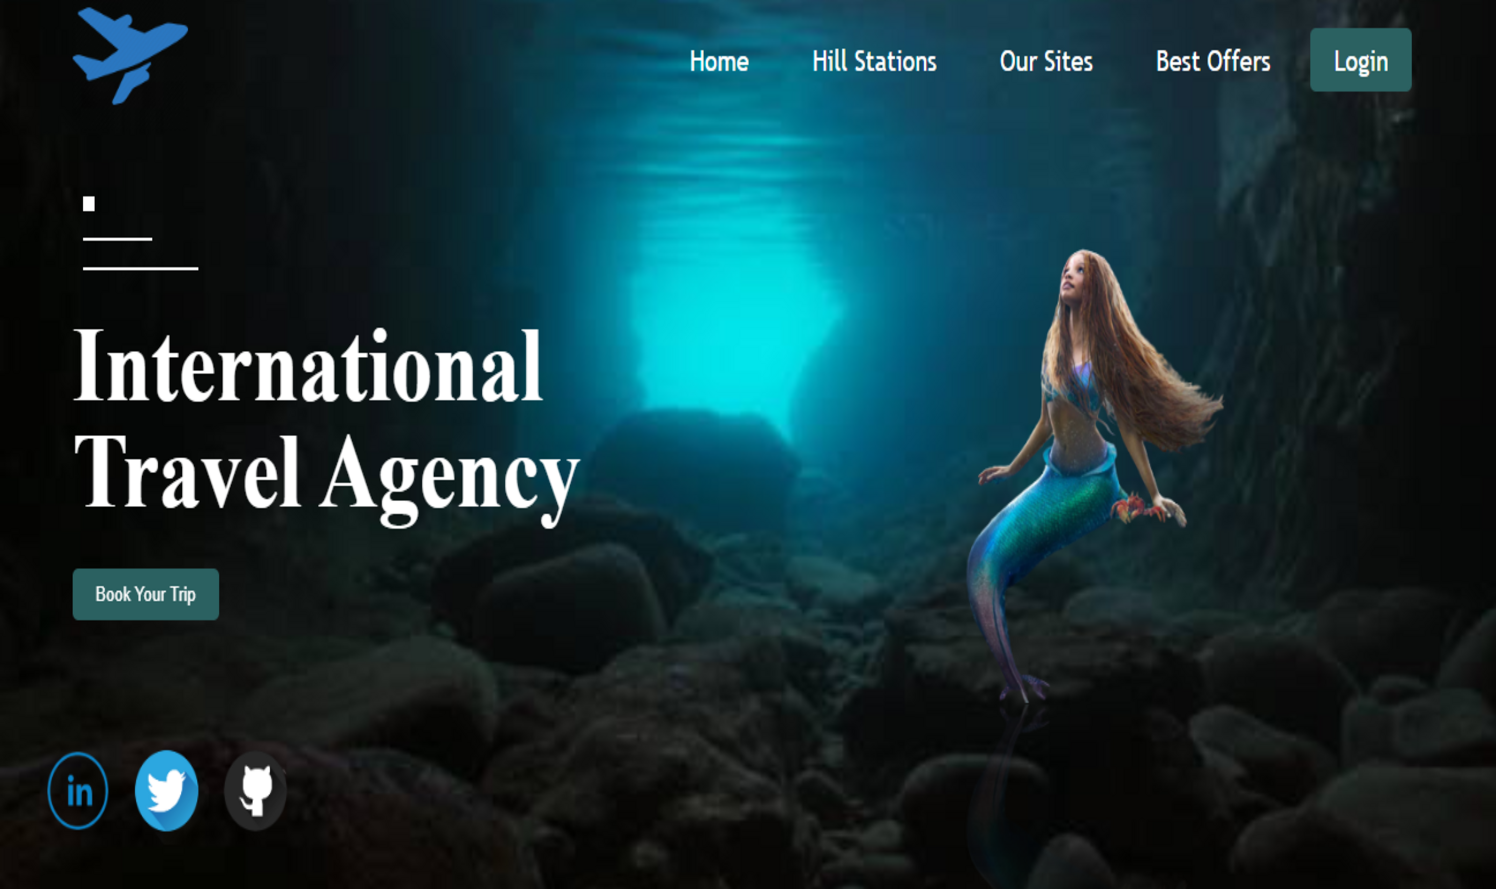 Home
Hill Stations
Our Sites
Best Offers
Login
International
Travel Agency
Book Your Trip
in